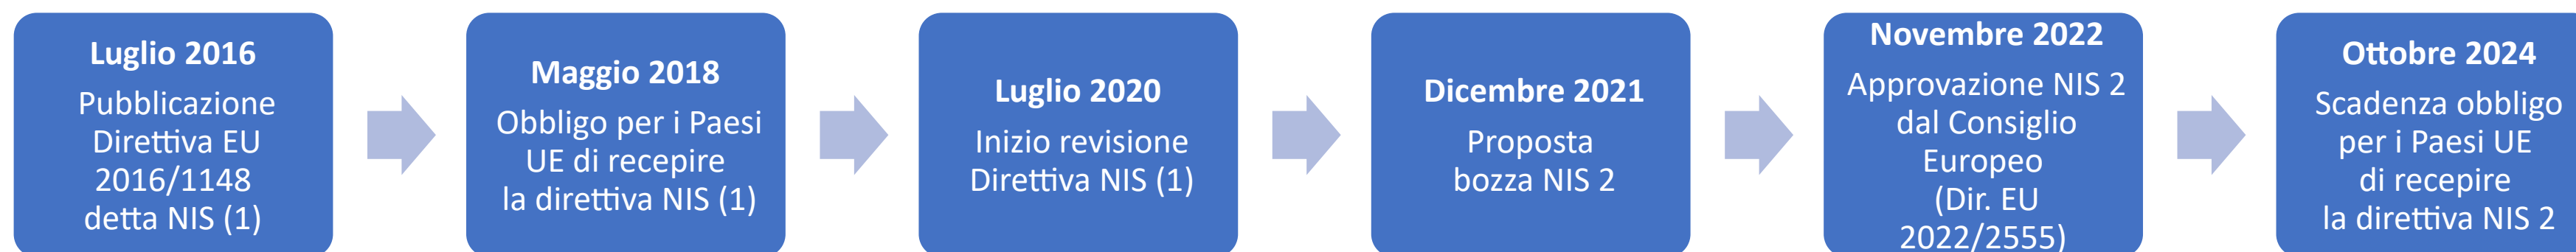 Luglio 2016
Pubblicazione
Direttiva EU
2016/1148
detta NIS (1)
Maggio 2018
Obbligo per i Paesi
UE di recepire
la direttiva NIS (1)
Luglio 2020
Inizio revisione
Direttiva NIS (1)
Dicembre 2021
Proposta
bozza NIS 2
Novembre 2022
Approvazione NIS 2
dal Consiglio
Europeo
(Dir. EU
2022/2555)
Ottobre 2024
Scadenza obbligo
per i Paesi UE
di recepire
la direttiva NIS 2